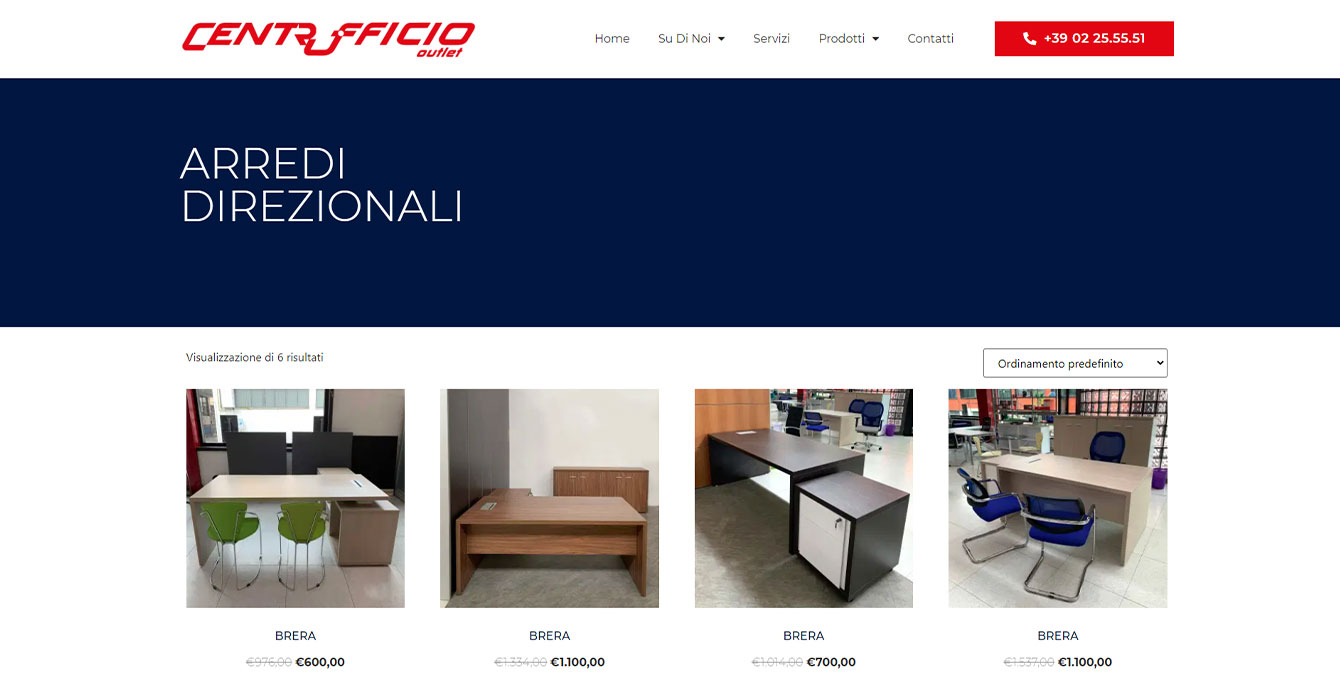 CENTRUFFICIO
outlet
Home
Su Di Noi
Servizi
Prodotti
Contatti
+39 02 25.55.51
ARREDI
DIREZIONALI
Visualizzazione di 6 risultati
Ordinamento predefinito
BRERA
€976,00 €600,00
BRERA
€1.334,00 €1.100,00
BRERA
€1.014,00 €700,00
BRERA
€1.537,00 €1.100,00